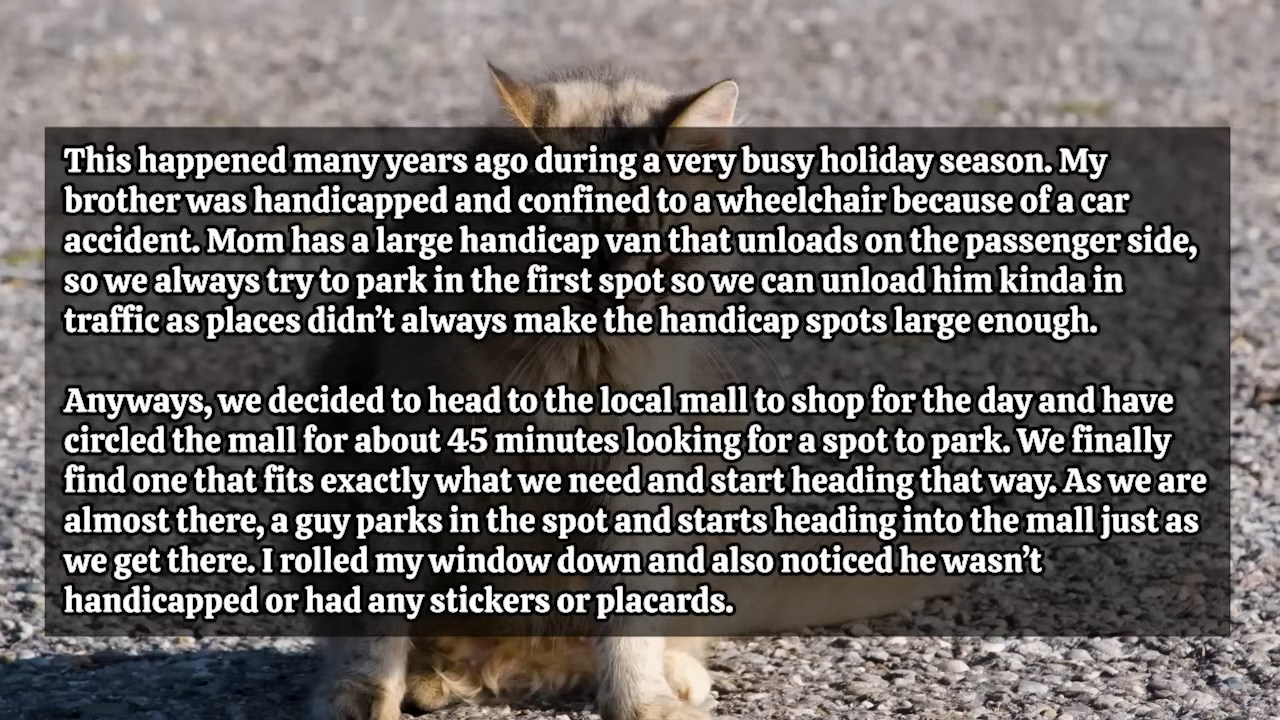 This happened many years ago during a very busy holiday season. My
brother was handicapped and confined to a wheelchair because of a car
accident. Mom has a large handicap van that unloads on the passenger side,
so we always try to park in the first spot so we can unload him kinda in
traffic as places didn’t always make the handicap spots large enough.
Anyways, we decided to head to the local mall to shop for the day and have
circled the mall for about 45 minutes looking for a spot to park. We finally
find one that fits exactly what we need and start heading that way. As we are
almost there, a guy parks in the spot and starts heading into the mall just as
we get there. I rolled my window down and also noticed he wasn’t
handicapped or had any stickers or placards.